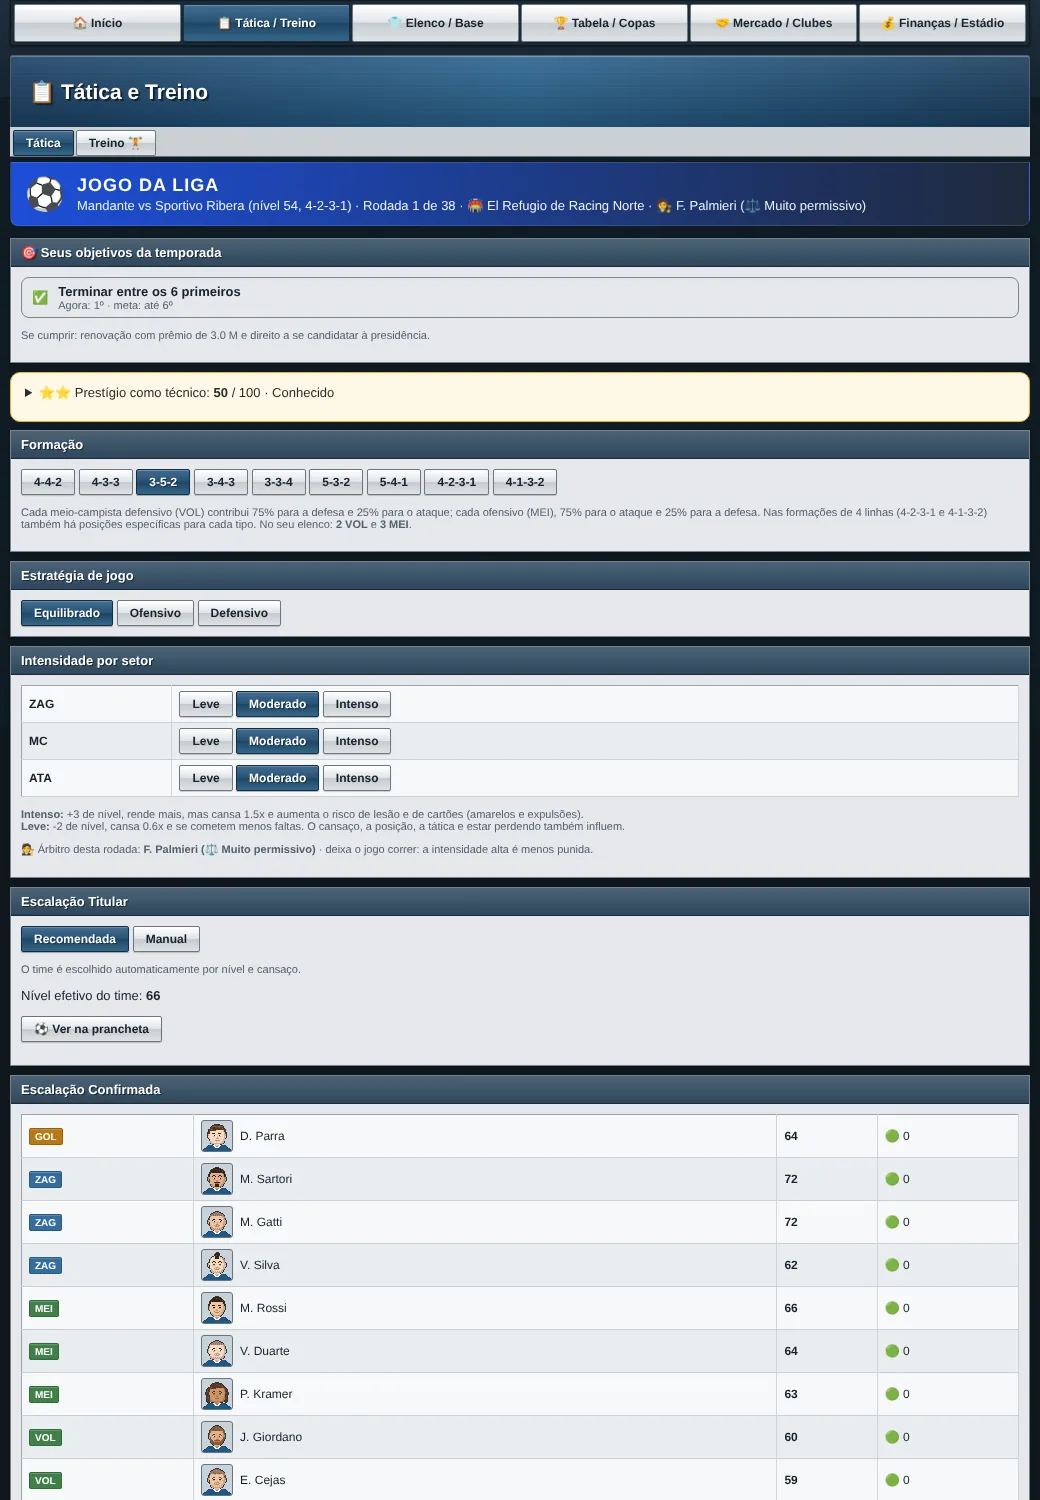 🏠 Início
📋 Tática / Treino
👕 Elenco / Base
🏆 Tabela / Copas
🤝 Mercado / Clubes
💰 Finanças / Estádio
📋 Tática e Treino
Tática
Treino 🏋️
JOGO DA LIGA
Mandante vs Sportivo Ribera (nível 54, 4-2-3-1) · Rodada 1 de 38 · 🏟️ El Refugio de Racing Norte · 🧑‍⚖️ F. Palmieri (⚖️ Muito permissivo)
🎯 Seus objetivos da temporada
✅ Terminar entre os 6 primeiros
Agora: 1º · meta: até 6º
Se cumprir: renovação com prêmio de 3.0 M e direito a se candidatar à presidência.
▶ ⭐⭐ Prestígio como técnico: 50 / 100 · Conhecido
Formação
4-4-2
4-3-3
3-5-2
3-4-3
3-3-4
5-3-2
5-4-1
4-2-3-1
4-1-3-2
Cada meio-campista defensivo (VOL) contribui 75% para a defesa e 25% para o ataque; cada ofensivo (MEI), 75% para o ataque e 25% para a defesa. Nas formações de 4 linhas (4-2-3-1 e 4-1-3-2)
também há posições específicas para cada tipo. No seu elenco: 2 VOL e 3 MEI.
Estratégia de jogo
Equilibrado
Ofensivo
Defensivo
Intensidade por setor
ZAG Leve Moderado Intenso
MC Leve Moderado Intenso
ATA Leve Moderado Intenso
Intenso: +3 de nível, rende mais, mas cansa 1.5x e aumenta o risco de lesão e de cartões (amarelos e expulsões).
Leve: -2 de nível, cansa 0.6x e se cometem menos faltas. O cansaço, a posição, a tática e estar perdendo também influem.
🧑‍⚖️ Árbitro desta rodada: F. Palmieri (⚖️ Muito permissivo) · deixa o jogo correr: a intensidade alta é menos punida.
Escalação Titular
Recomendada
Manual
O time é escolhido automaticamente por nível e cansaço.
Nível efetivo do time: 66
⚽ Ver na prancheta
Escalação Confirmada
GOL D. Parra 64 🟢 0
ZAG M. Sartori 72 🟢 0
ZAG M. Gatti 72 🟢 0
ZAG V. Silva 62 🟢 0
MEI M. Rossi 66 🟢 0
MEI V. Duarte 64 🟢 0
MEI P. Kramer 63 🟢 0
VOL J. Giordano 60 🟢 0
VOL E. Cejas 59 🟢 0